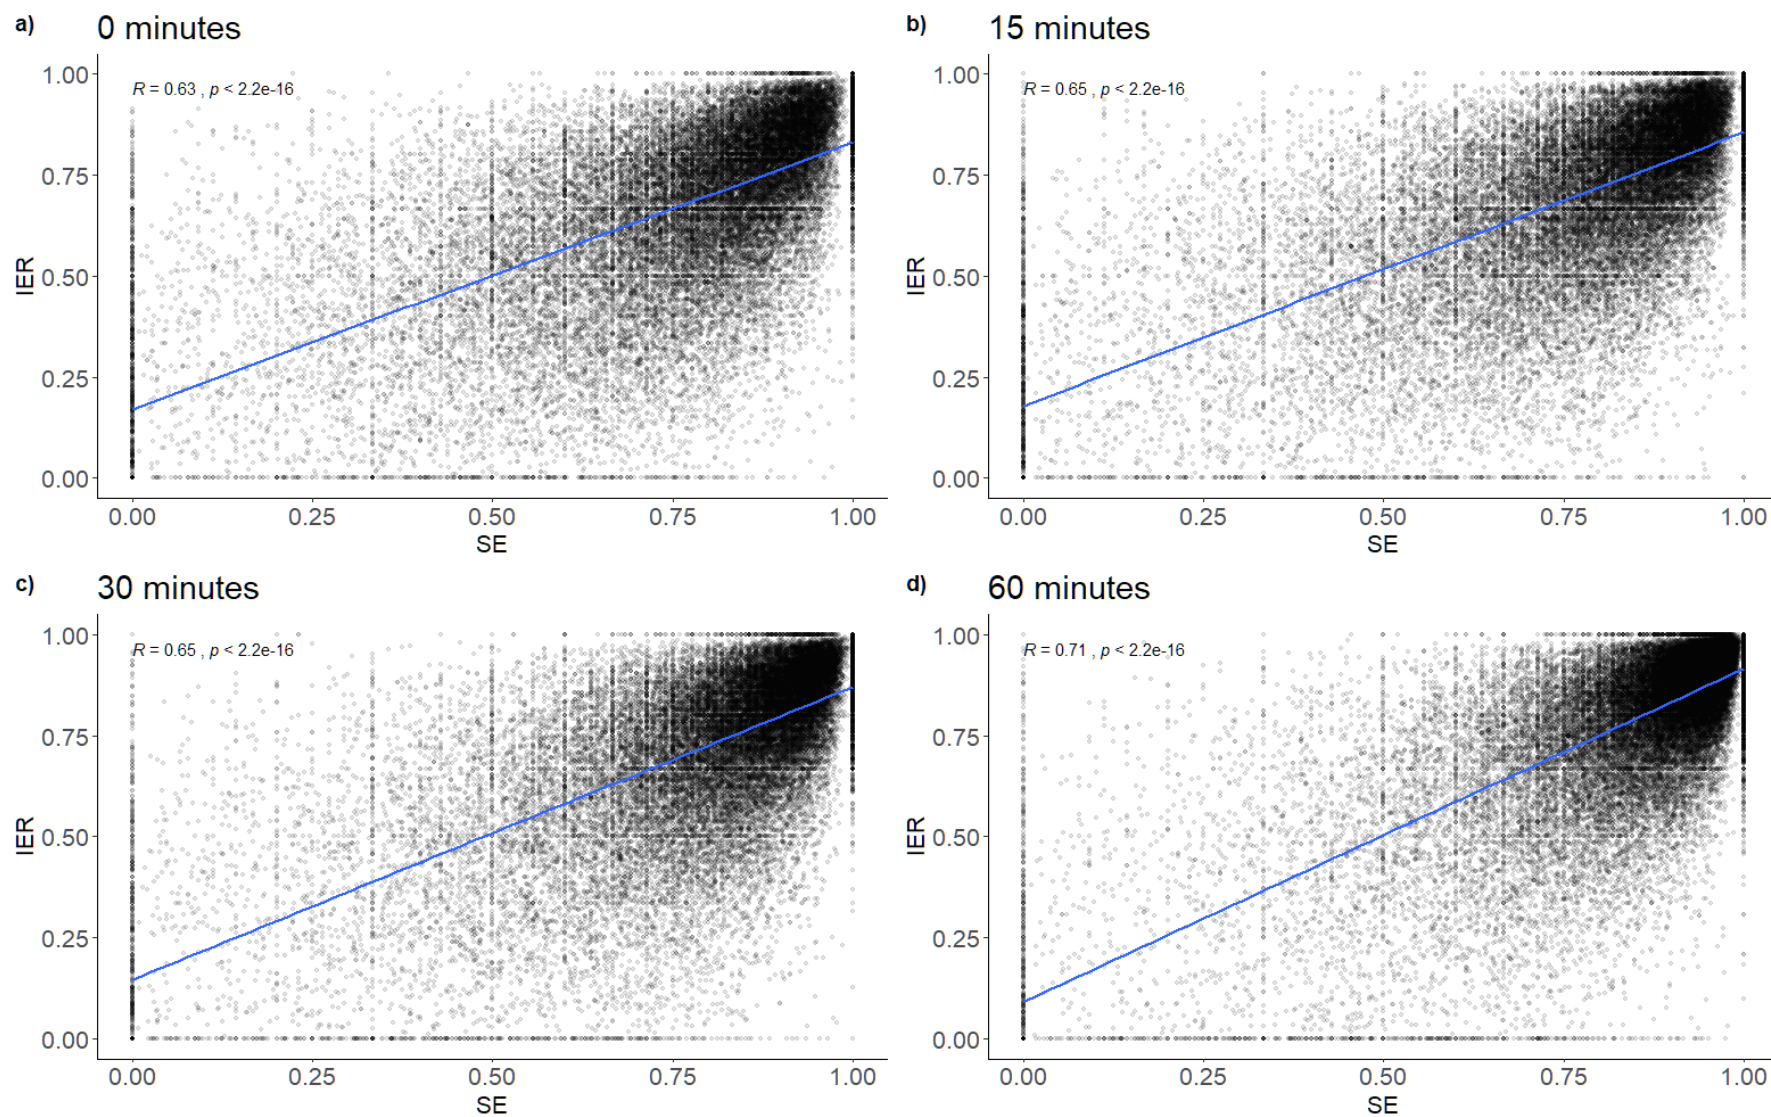 a) 0 minutes
R = 0.63 , p < 2.2e-16
1.00
0.75
0.50
0.25
0.00
IER
0.00 0.25 0.50 0.75 1.00
SE
b) 15 minutes
R = 0.65 , p < 2.2e-16
1.00
0.75
0.50
0.25
0.00
IER
0.00 0.25 0.50 0.75 1.00
SE
c) 30 minutes
R = 0.65 , p < 2.2e-16
1.00
0.75
0.50
0.25
0.00
IER
0.00 0.25 0.50 0.75 1.00
SE
d) 60 minutes
R = 0.71 , p < 2.2e-16
1.00
0.75
0.50
0.25
0.00
IER
0.00 0.25 0.50 0.75 1.00
SE